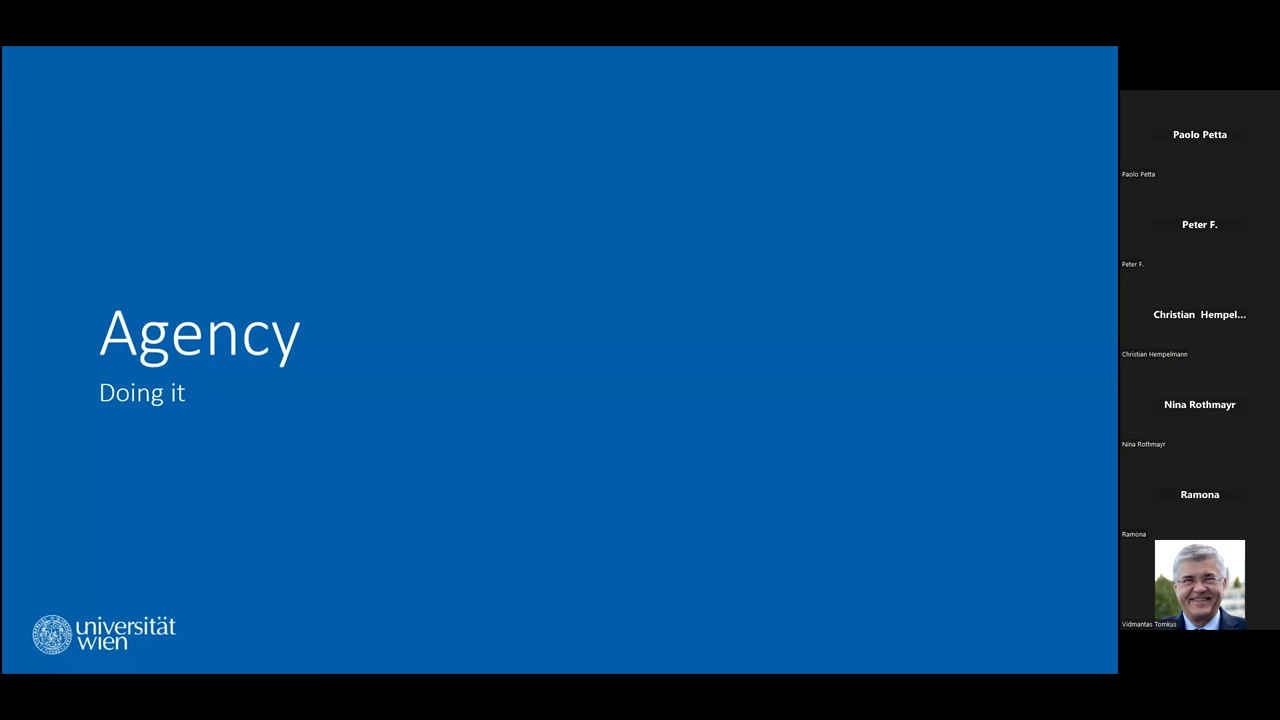 Agency
Doing it
universität
wien
Paolo Petta
Paolo Petta
Peter F.
Peter F.
Christian Hempel...
Christian Hempelmann
Nina Rothmayr
Nina Rothmayr
Ramona
Ramona
Vidmantas Tomkus